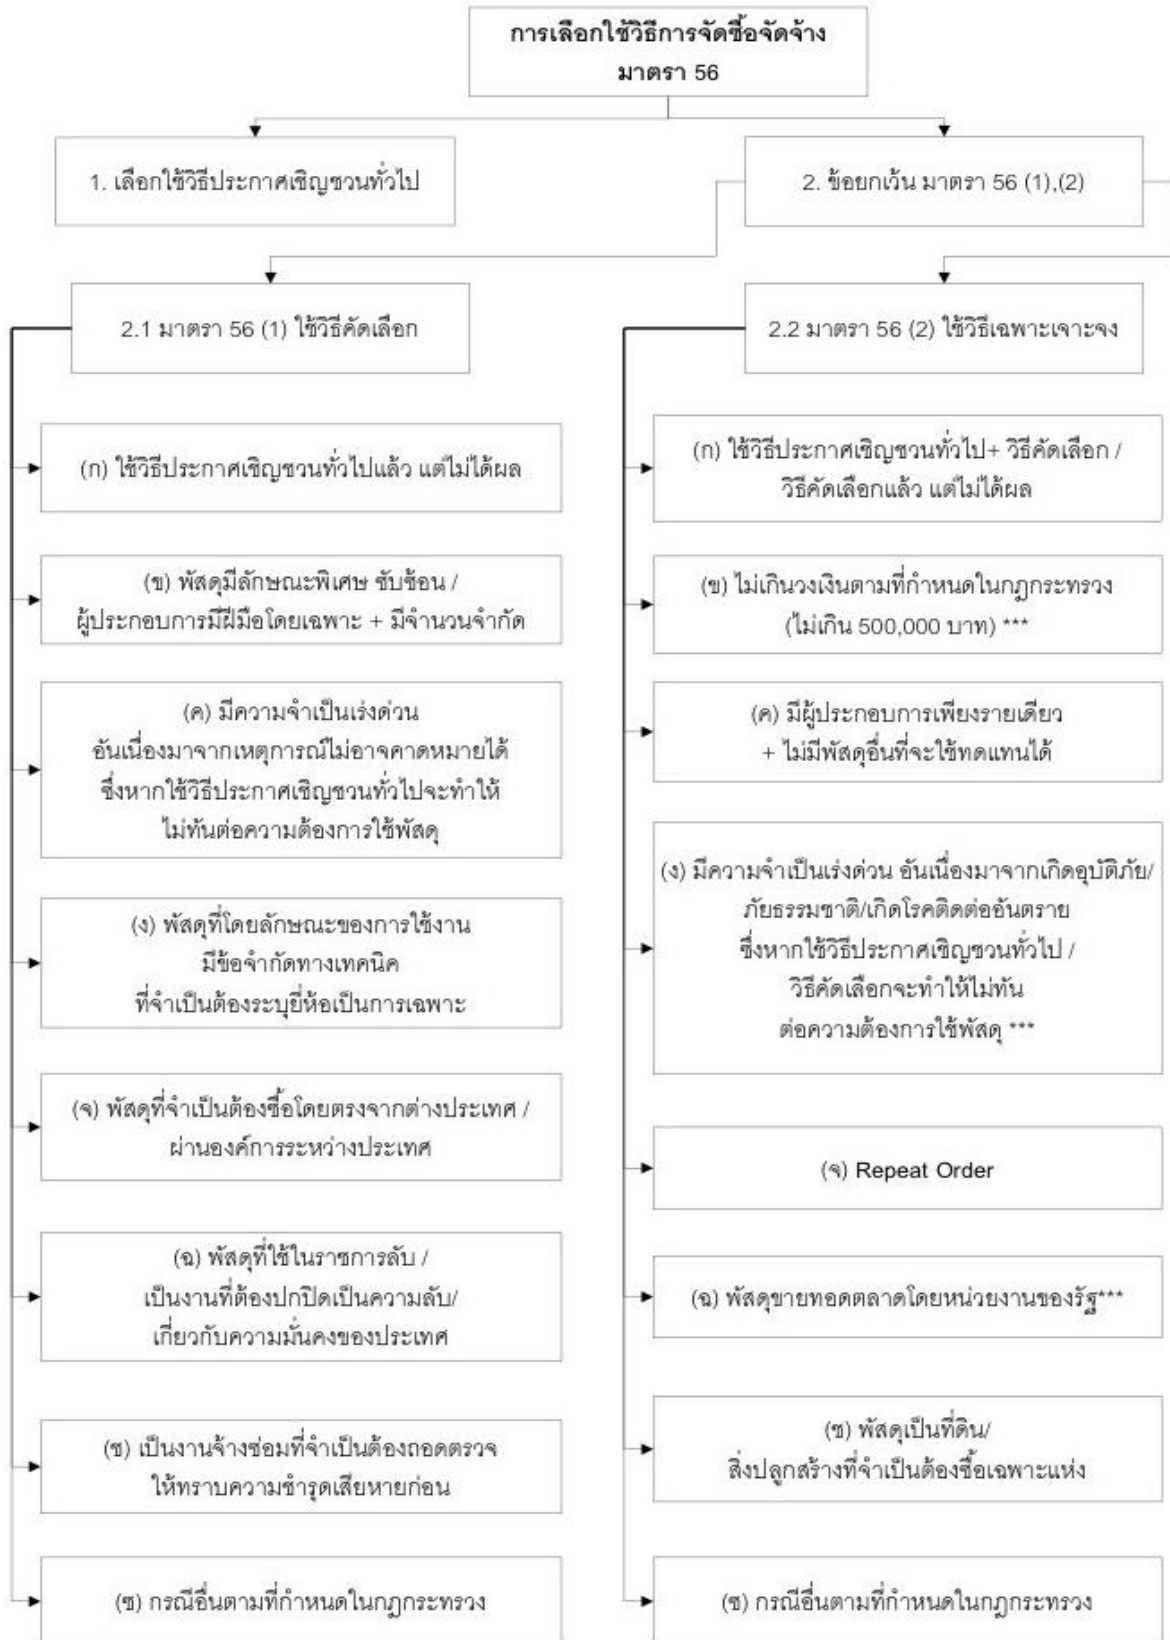 การเลือกใช้วิธีการจัดซื้อจัดจ้าง
มาตรา 56
1. เลือกใช้วิธีประกาศเชิญชวนทั่วไป
2. ข้อยกเว้น มาตรา 56 (1),(2)
2.1 มาตรา 56 (1) ใช้วิธีคัดเลือก
(ก) ใช้วิธีประกาศเชิญชวนทั่วไปแล้ว แต่ไม่ได้ผล
(ข) พัสดุมีลักษณะพิเศษ ซับซ้อน /
ผู้ประกอบการมีฝีมือโดยเฉพาะ + มีจำนวนจำกัด
(ค) มีความจำเป็นเร่งด่วน
อันเนื่องมาจากเหตุการณ์ไม่อาจคาดหมายได้
ซึ่งหากใช้วิธีประกาศเชิญชวนทั่วไปจะทำให้
ไม่ทันต่อความต้องการใช้พัสดุ
(ง) พัสดุที่โดยลักษณะของการใช้งาน
มีข้อจำกัดทางเทคนิค
ที่จำเป็นต้องระบุยี่ห้อเป็นการเฉพาะ
(จ) พัสดุที่จำเป็นต้องซื้อโดยตรงจากต่างประเทศ /
ผ่านองค์การระหว่างประเทศ
(ฉ) พัสดุที่ใช้ในราชการลับ /
เป็นงานที่ต้องปกปิดเป็นความลับ/
เกี่ยวกับความมั่นคงของประเทศ
(ช) เป็นงานจ้างซ่อมที่จำเป็นต้องถอดตรวจ
ให้ทราบความชำรุดเสียหายก่อน
(ซ) กรณีอื่นตามที่กำหนดในกฎกระทรวง
2.2 มาตรา 56 (2) ใช้วิธีเฉพาะเจาะจง
(ก) ใช้วิธีประกาศเชิญชวนทั่วไป+ วิธีคัดเลือก /
วิธีคัดเลือกแล้ว แต่ไม่ได้ผล
(ข) ไม่เกินวงเงินตามที่กำหนดในกฎกระทรวง
(ไม่เกิน 500,000 บาท) ***
(ค) มีผู้ประกอบการเพียงรายเดียว
+ ไม่มีพัสดุอื่นที่จะใช้ทดแทนได้
(ง) มีความจำเป็นเร่งด่วน อันเนื่องมาจากเกิดอุบัติภัย/
ภัยธรรมชาติ/เกิดโรคติดต่ออันตราย
ซึ่งหากใช้วิธีประกาศเชิญชวนทั่วไป /
วิธีคัดเลือกจะทำให้ไม่ทัน
ต่อความต้องการใช้พัสดุ ***
(จ) Repeat Order
(ฉ) พัสดุขายทอดตลาดโดยหน่วยงานของรัฐ***
(ช) พัสดุเป็นที่ดิน/
สิ่งปลูกสร้างที่จำเป็นต้องซื้อเฉพาะแห่ง
(ซ) กรณีอื่นตามที่กำหนดในกฎกระทรวง